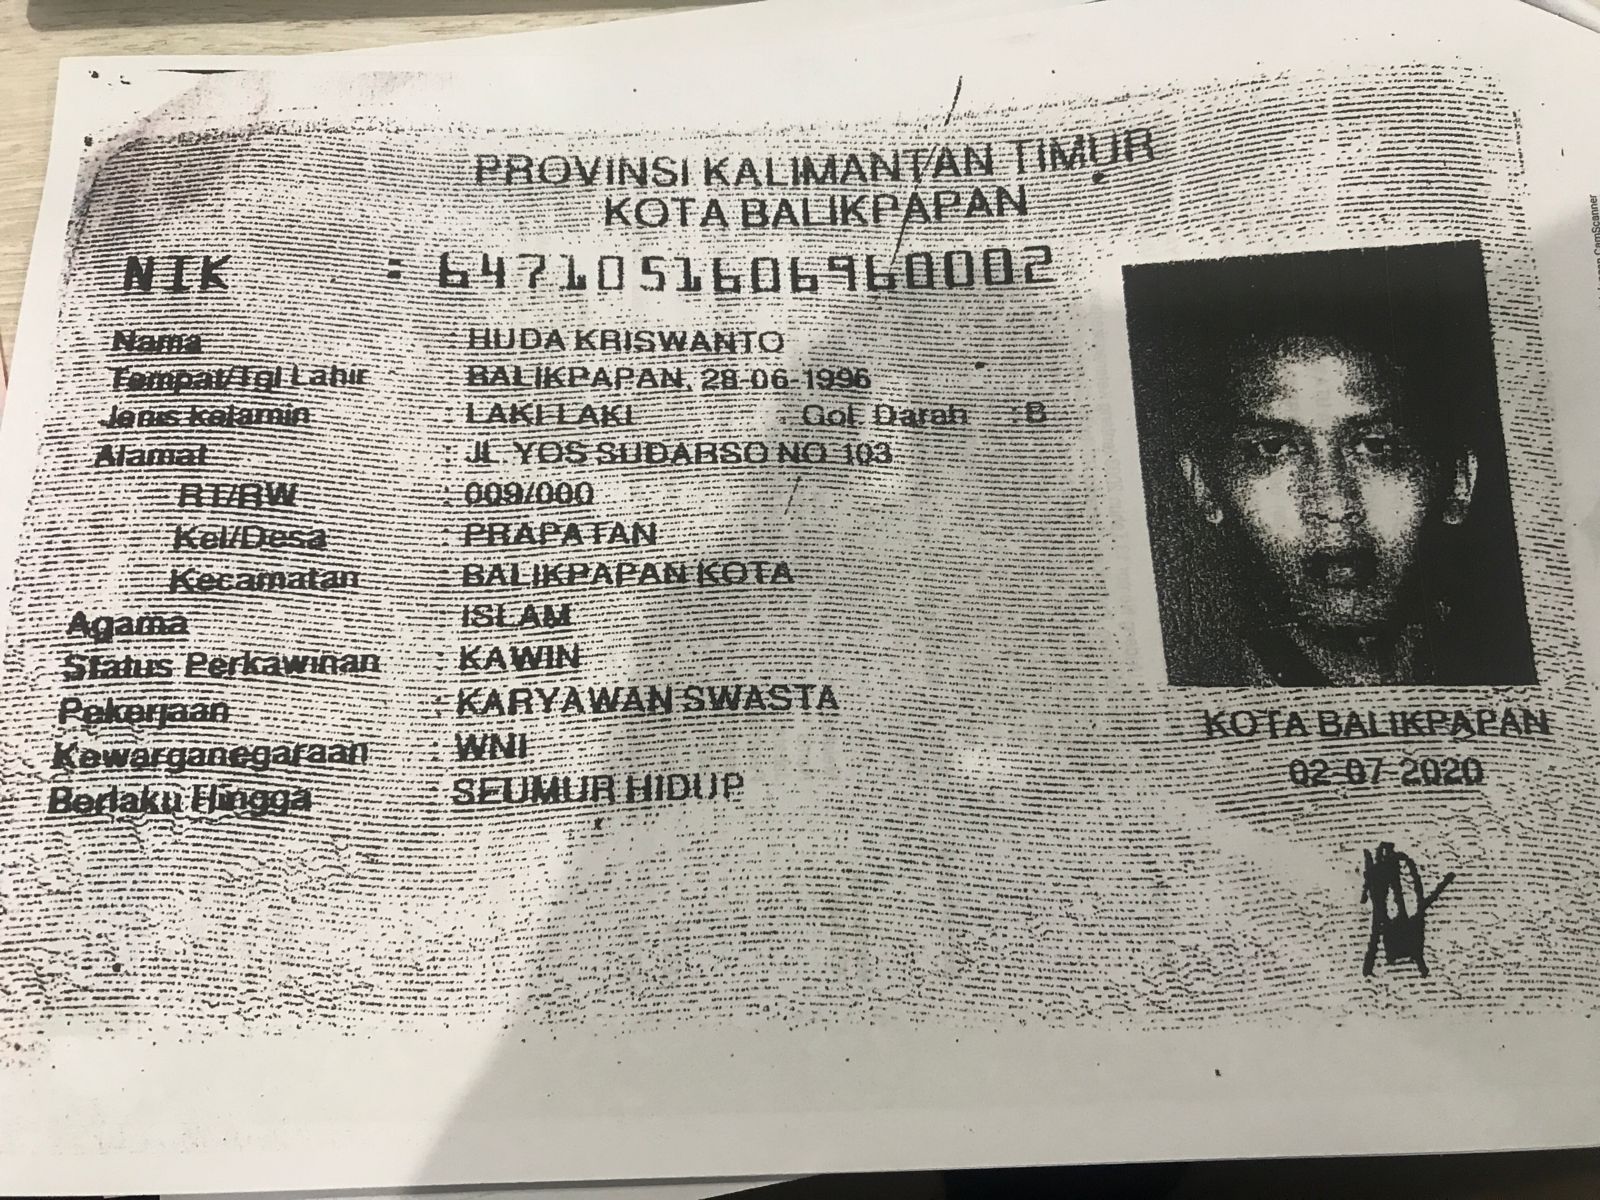 PROVINSI KALIMANTAN TIMUR
KOTA BALIKPAPAN
NIK : 6471051606960002
Nama : HUDA KRISWANTO
Tempat/Tgl Lahir : BALIKPAPAN, 28-06-1996
Jenis kelamin : LAKI-LAKI Gol. Darah : B
Alamat : JL. YOS SUDARSO NO 103
RT/RW : 009/000
Kel/Desa : PRAPATAN
Kecamatan : BALIKPAPAN KOTA
Agama : ISLAM
Status Perkawinan : KAWIN
Pekerjaan : KARYAWAN SWASTA
Kewarganegaraan : WNI
Berlaku Hingga : SEUMUR HIDUP
KOTA BALIKPAPAN
02-07-2020
CamScanner